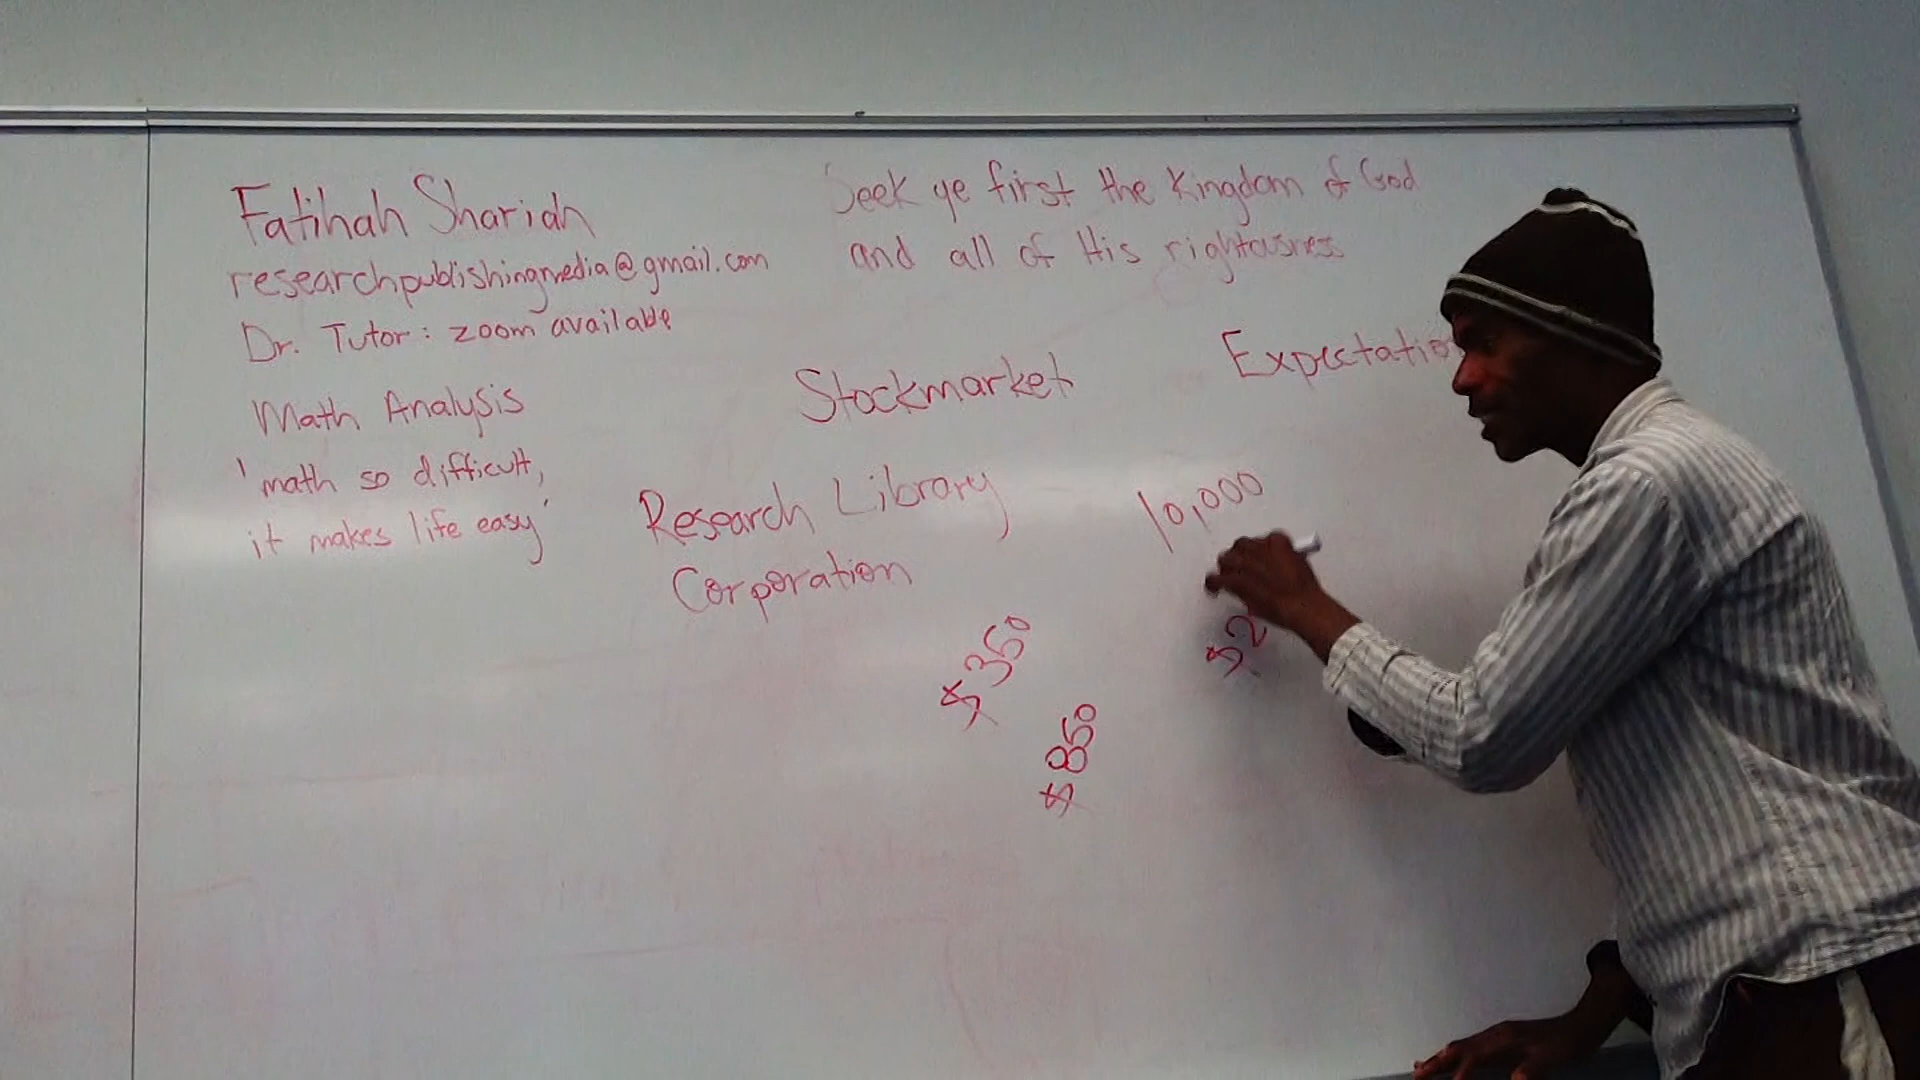 Fatihah Shariah
researchpublishingmedia@gmail.com
Dr. Tutor: zoom available
Math Analysis
'math so difficult,
it makes life easy'
Seek ye first the Kingdom of God
and all of His rightousness
Stockmarket
Expectatio
Research Library
Corporation
10,000
$350
$850
$2